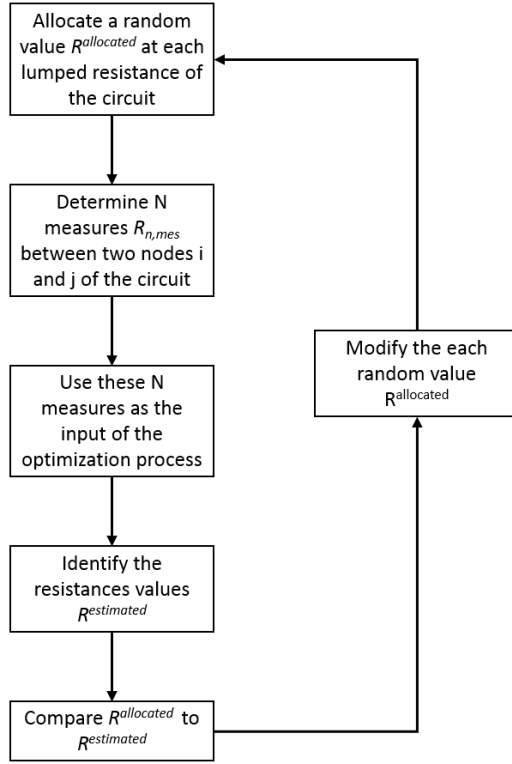 Allocate a random
value R^allocated at each
lumped resistance of
the circuit
Determine N
measures R_n,mes
between two nodes i
and j of the circuit
Use these N
measures as the
input of the
optimization process
Identify the
resistances values
R^estimated
Compare R^allocated to
R^estimated
Modify the each
random value
R^allocated